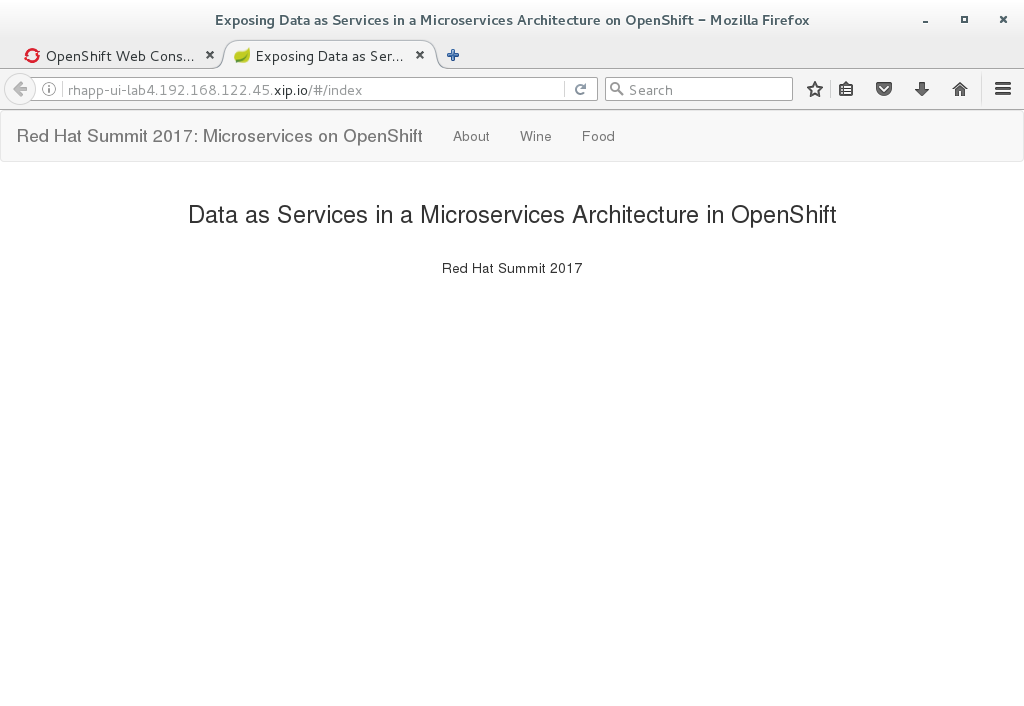 Exposing Data as Services in a Microservices Architecture on OpenShift – Mozilla Firefox
OpenShift Web Cons... Exposing Data as Ser...
rhapp-ui-lab4.192.168.122.45.xip.io/#/index Search
Red Hat Summit 2017: Microservices on OpenShift About Wine Food
Data as Services in a Microservices Architecture in OpenShift
Red Hat Summit 2017